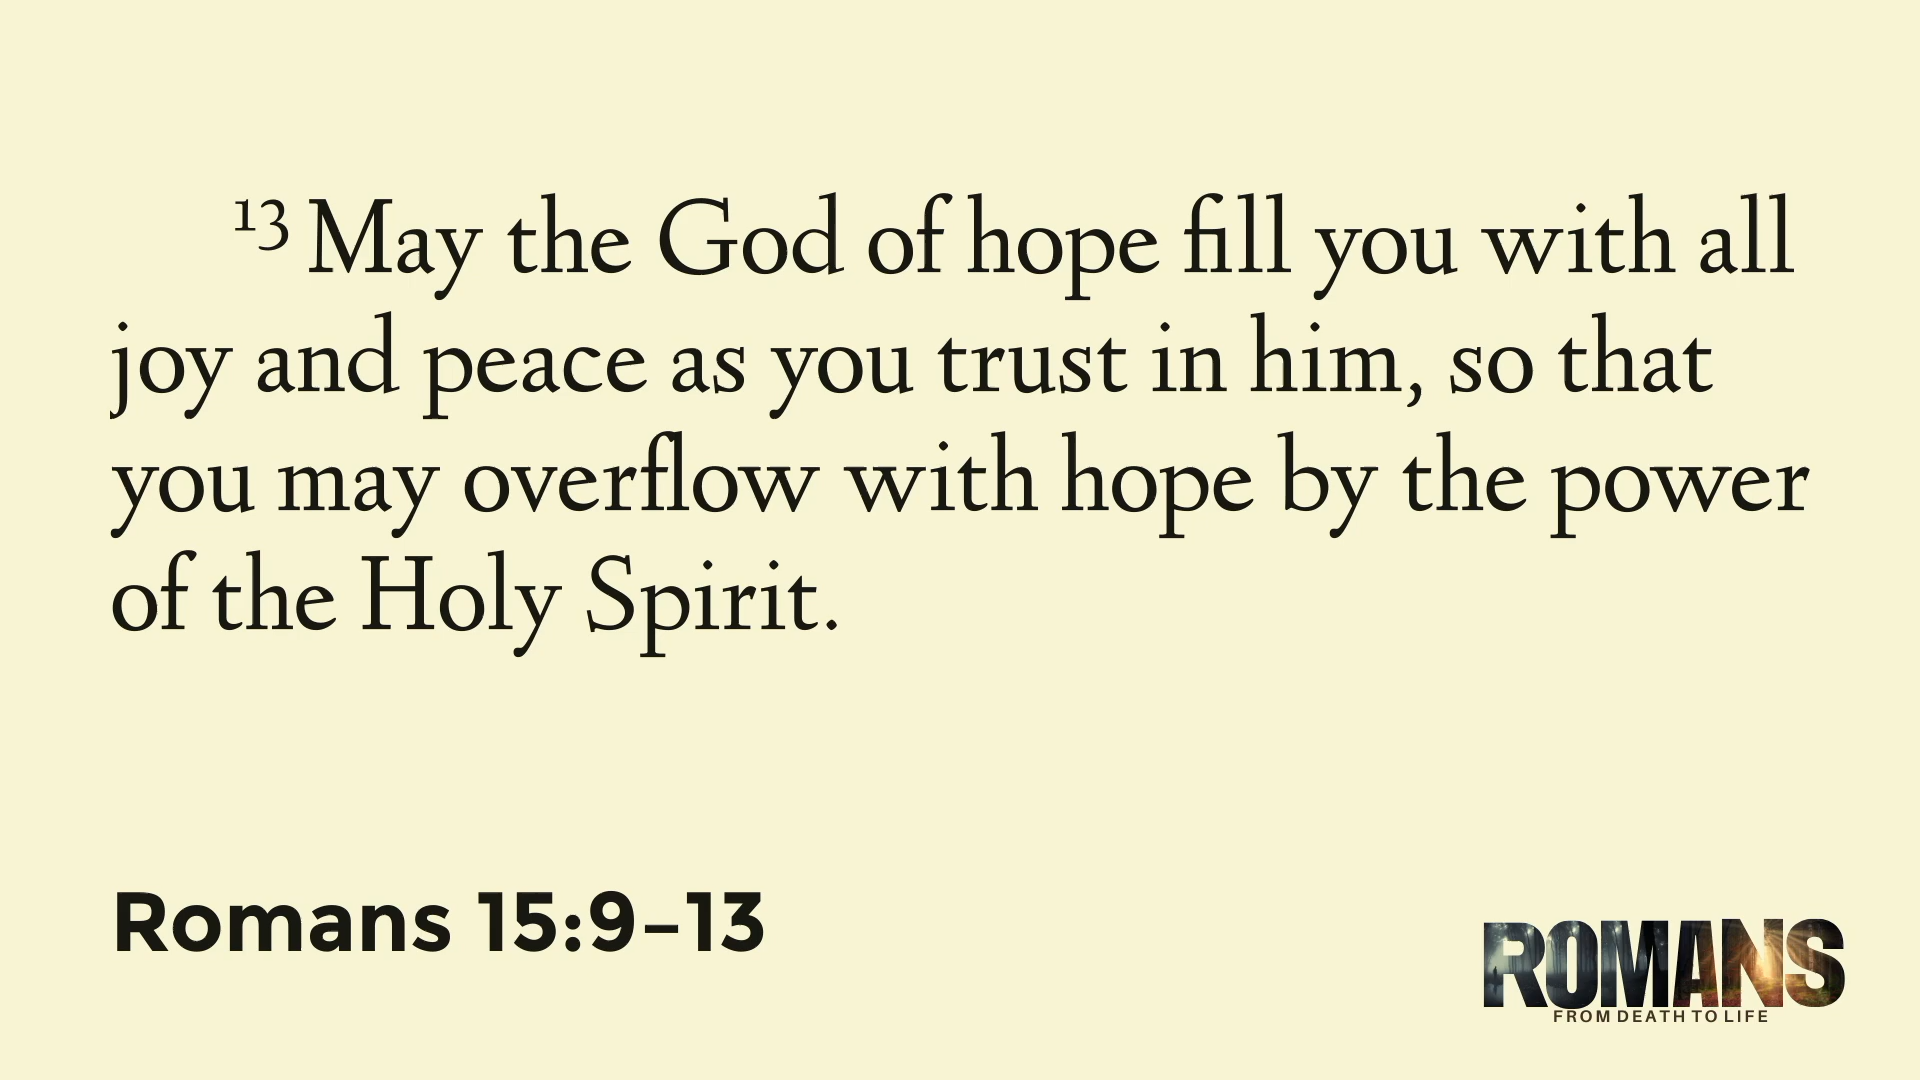 ¹³ May the God of hope fill you with all
joy and peace as you trust in him, so that
you may overflow with hope by the power
of the Holy Spirit.
Romans 15:9–13
ROMANS
FROM DEATH TO LIFE